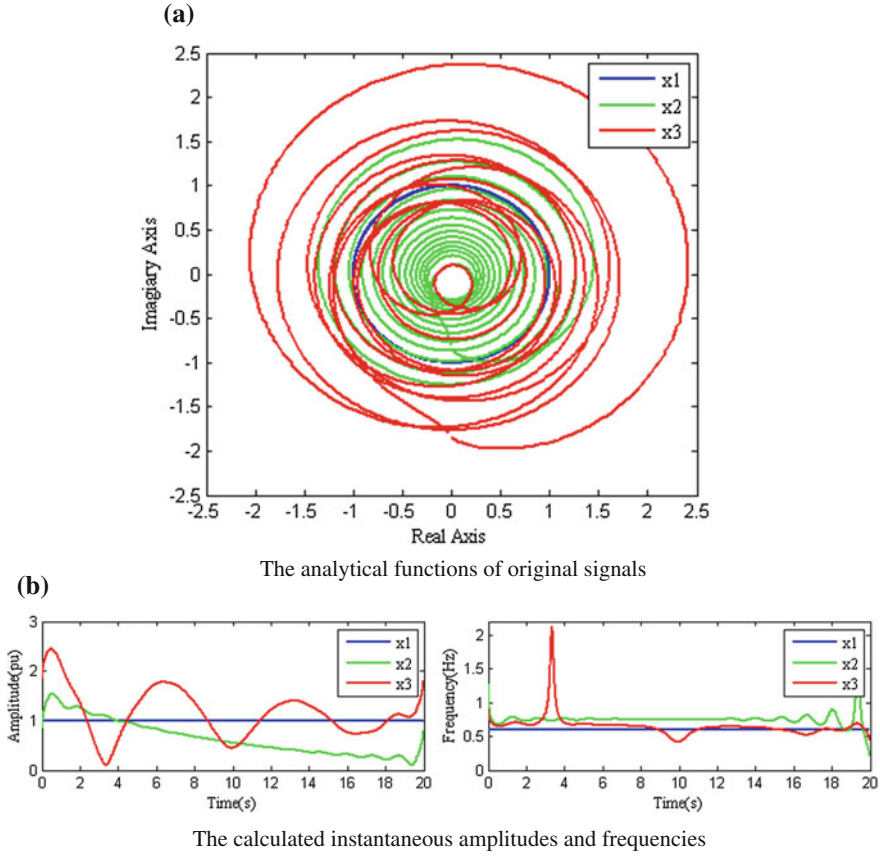 (a)
2.5
2
1.5
1
0.5
0
-0.5
-1
-1.5
-2
-2.5
-2.5 -2 -1.5 -1 -0.5 0 0.5 1 1.5 2 2.5
Imagiary Axis
Real Axis
x1
x2
x3
The analytical functions of original signals
(b)
3
2
1
0
0 2 4 6 8 10 12 14 16 18 20
Amplitude(pu)
Time(s)
x1
x2
x3
2
1.5
1
0.5
0
0 2 4 6 8 10 12 14 16 18 20
Frequency(Hz)
Time(s)
x1
x2
x3
The calculated instantaneous amplitudes and frequencies